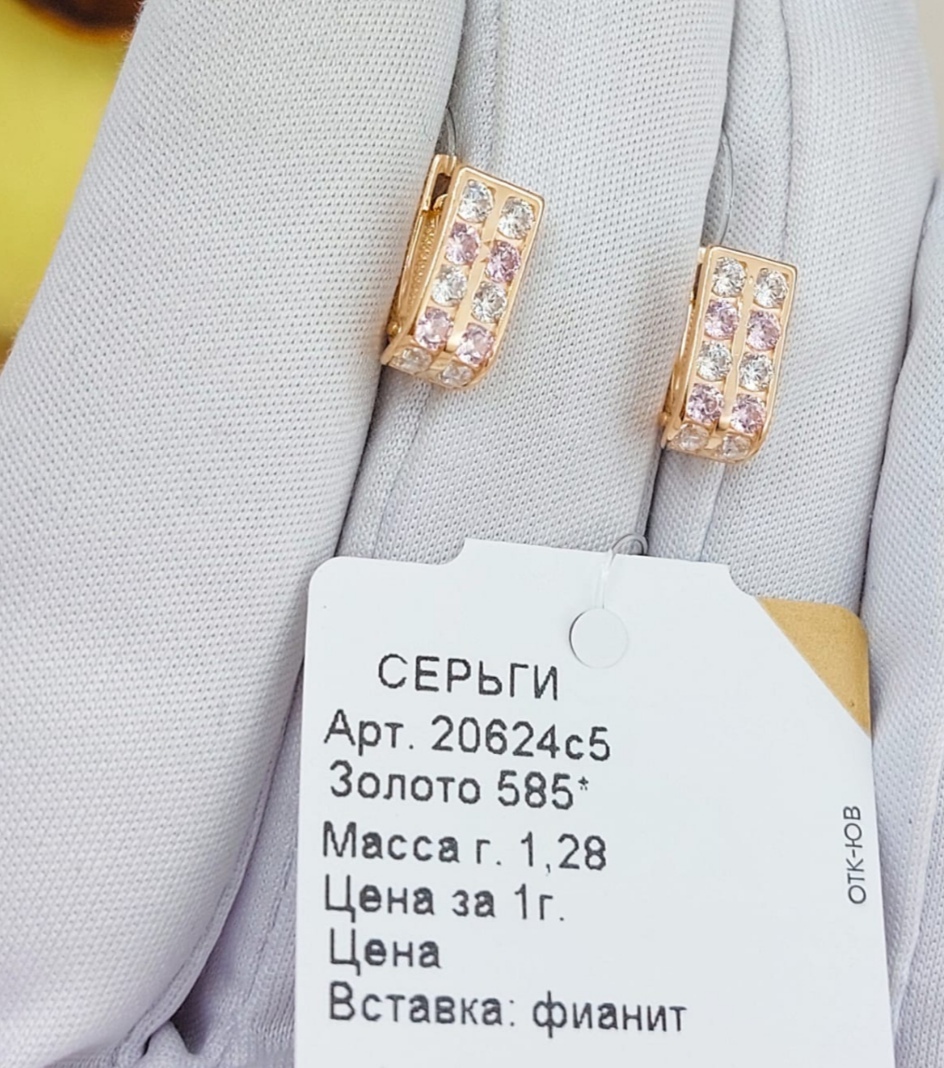 СЕРЬГИ
Арт. 20624с5
Золото 585*
Масса г. 1,28
Цена за 1г.
Цена
Вставка: фианит
ОТК-ЮВ